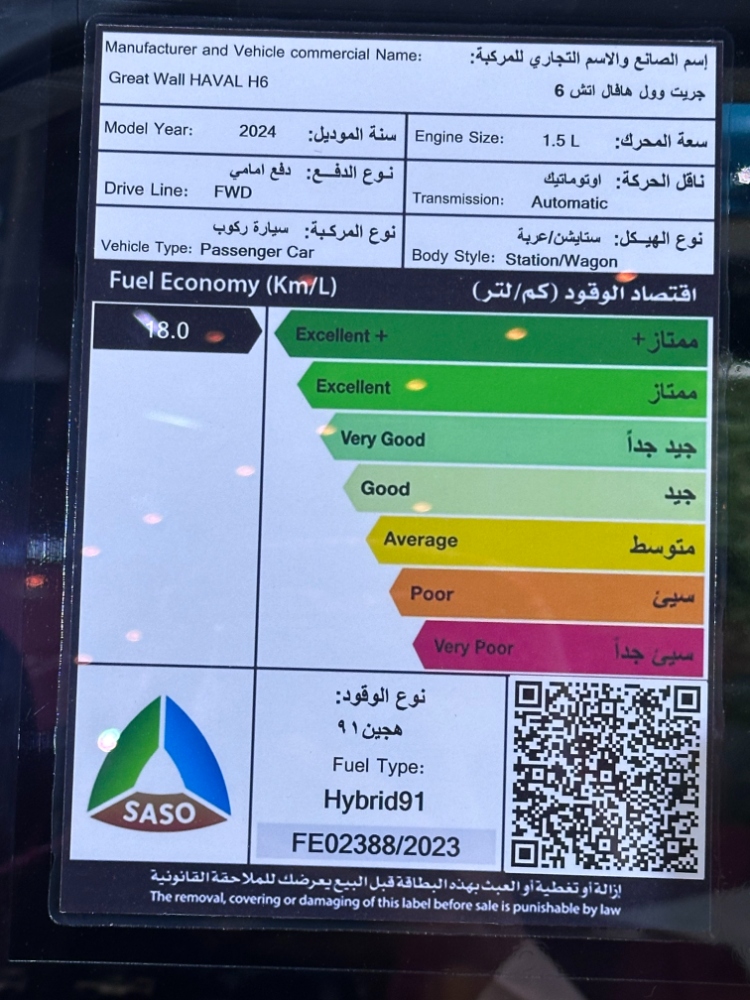 Manufacturer and Vehicle commercial Name: إسم الصانع والاسم التجاري للمركبة:
Great Wall HAVAL H6 جريت وول هافال اتش 6
Model Year: 2024 سنة الموديل:
Engine Size: 1.5 L سعة المحرك:
نوع الدفـــع: دفع امامي
Drive Line: FWD
ناقل الحركة: اوتوماتيك
Transmission: Automatic
نوع المركـبة: سيارة ركوب
Vehicle Type: Passenger Car
نوع الهيـكل: ستايشن/عربة
Body Style: Station/Wagon
Fuel Economy (Km/L) اقتصاد الوقود (كم/لتر)
18.0
Excellent + ممتاز +
Excellent ممتاز
Very Good جيد جداً
Good جيد
Average متوسط
Poor سيئ
Very Poor سيئ جداً
نوع الوقود:
هجين ٩١
Fuel Type:
Hybrid91
FE02388/2023
SASO
إزالة أو تغطية أو العبث بهذه البطاقة قبل البيع يعرضك للملاحقة القانونية
The removal, covering or damaging of this label before sale is punishable by law